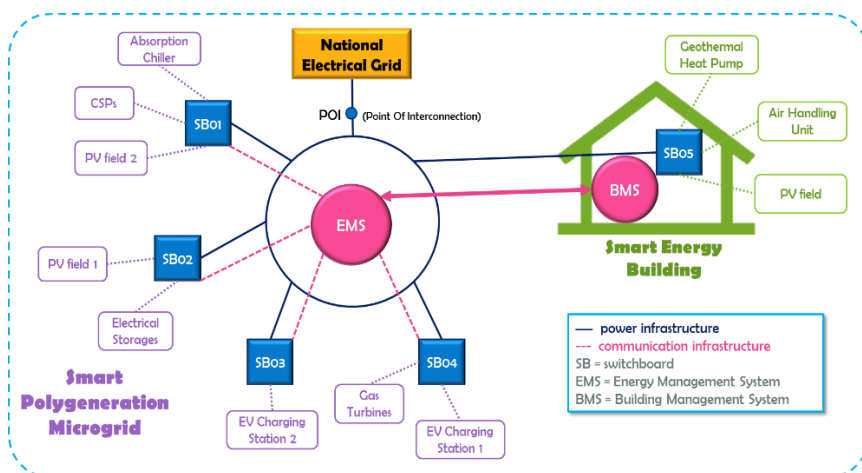 Absorption
Chiller
CSPs
SB01
PV field 2
National
Electrical Grid
POI (Point Of Interconnection)
Geothermal
Heat Pump
Air Handling
Unit
SB05
PV field
BMS
EMS
Smart Energy
Building
PV field 1
SB02
Electrical
Storages
SB03
SB04
Smart
Polygeneration
Microgrid
EV Charging
Station 2
Gas
Turbines
EV Charging
Station 1
power infrastructure
communication infrastructure
SB = switchboard
EMS = Energy Management System
BMS = Building Management System